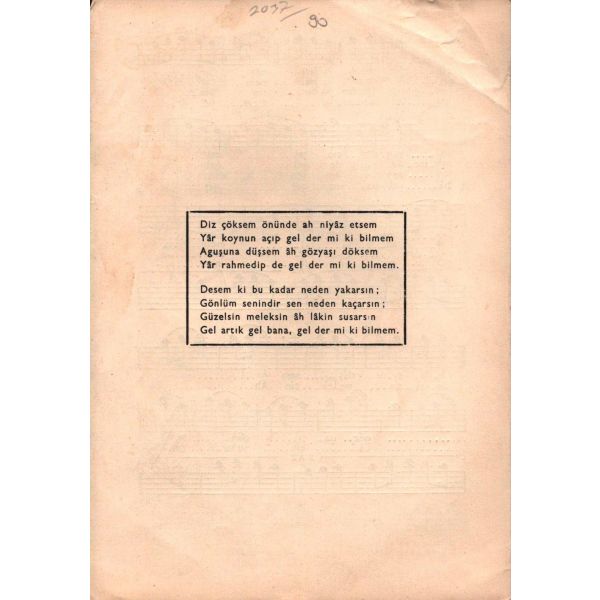 2037/90
Diz çöksem önünde ah niyâz etsem
Yâr koynun açıp gel der mi ki bilmem
Aguşuna düşsem âh gözyaşı döksem
Yâr rahmedip de gel der mi ki bilmem.
Desem ki bu kadar neden yakarsın;
Gönlüm senindir sen neden kaçarsın;
Güzelsin meleksin âh lâkin susarsın
Gel artık gel bana, gel der mi ki bilmem.